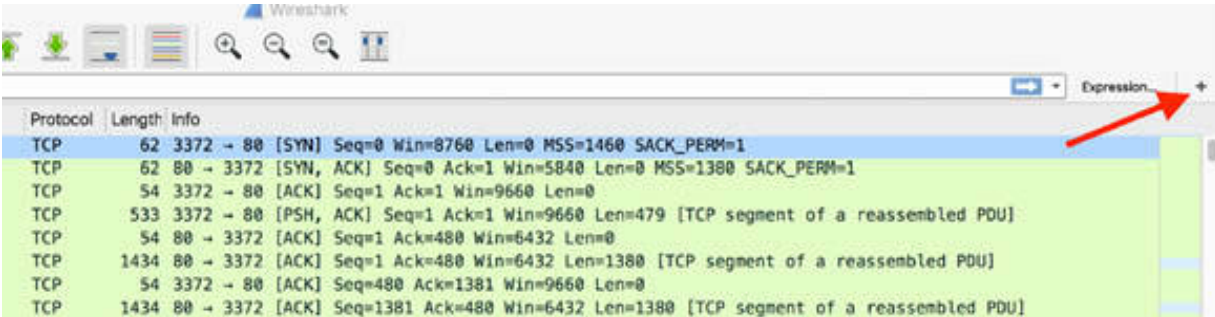 Wireshark
Expression...
Protocol Length Info
TCP 62 3372 → 80 [SYN] Seq=0 Win=8760 Len=0 MSS=1460 SACK_PERM=1
TCP 62 80 → 3372 [SYN, ACK] Seq=0 Ack=1 Win=5840 Len=0 MSS=1380 SACK_PERM=1
TCP 54 3372 → 80 [ACK] Seq=1 Ack=1 Win=9660 Len=0
TCP 533 3372 → 80 [PSH, ACK] Seq=1 Ack=1 Win=9660 Len=479 [TCP segment of a reassembled PDU]
TCP 54 80 → 3372 [ACK] Seq=1 Ack=480 Win=6432 Len=0
TCP 1434 80 → 3372 [ACK] Seq=1 Ack=480 Win=6432 Len=1380 [TCP segment of a reassembled PDU]
TCP 54 3372 → 80 [ACK] Seq=480 Ack=1381 Win=9660 Len=0
TCP 1434 80 → 3372 [ACK] Seq=1381 Ack=480 Win=6432 Len=1380 [TCP segment of a reassembled PDU]